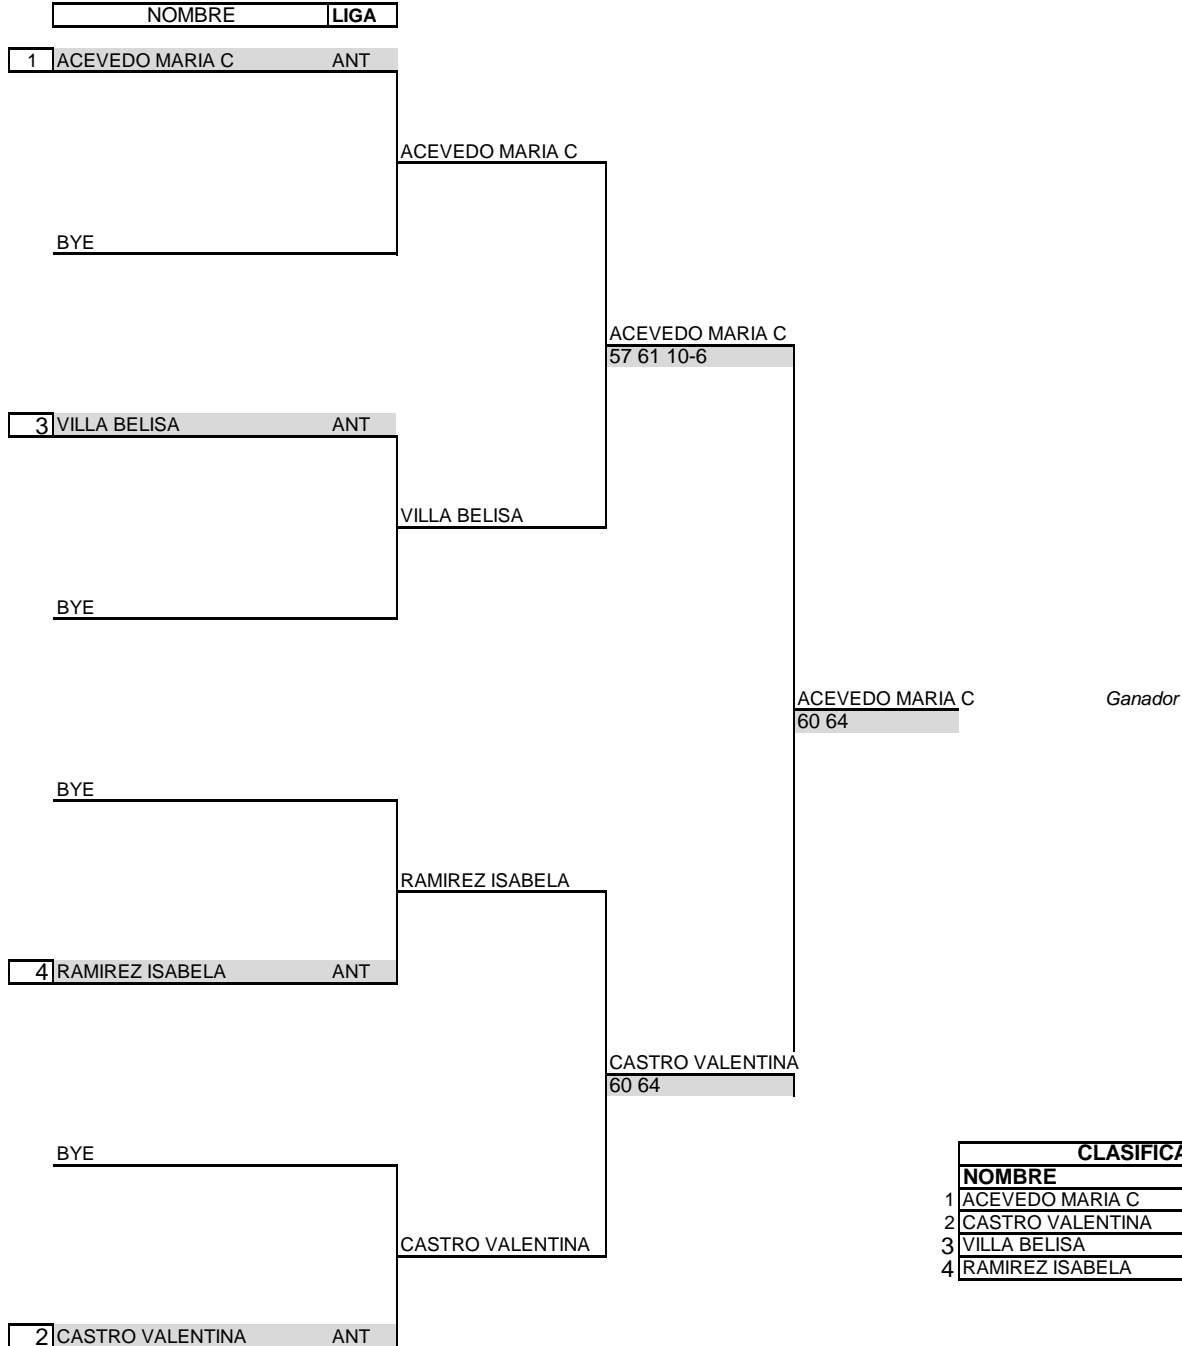 NOMBRE LIGA
1 ACEVEDO MARIA C ANT
ACEVEDO MARIA C
BYE
ACEVEDO MARIA C
57 61 10-6
3 VILLA BELISA ANT
VILLA BELISA
BYE
ACEVEDO MARIA C Ganador
60 64
BYE
RAMIREZ ISABELA
4 RAMIREZ ISABELA ANT
CASTRO VALENTINA
60 64
BYE
CASTRO VALENTINA
2 CASTRO VALENTINA ANT
CLASIFICA
NOMBRE
1 ACEVEDO MARIA C
2 CASTRO VALENTINA
3 VILLA BELISA
4 RAMIREZ ISABELA